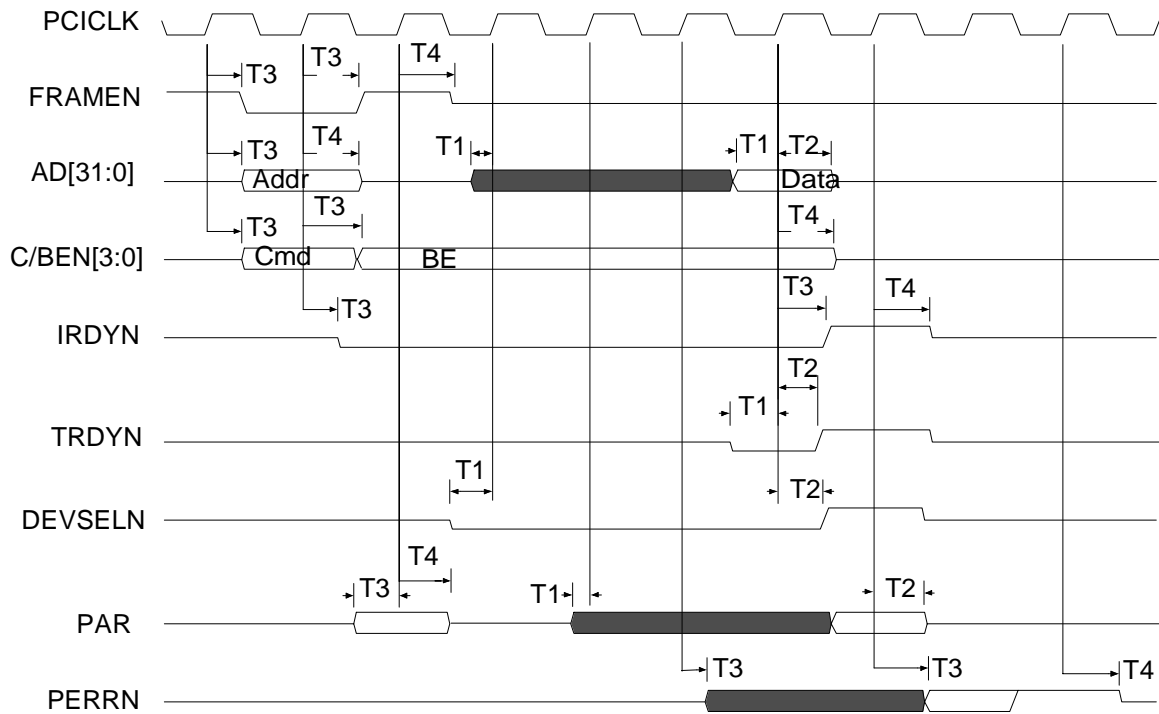 PCICLK
T3 T3 T4
FRAMEN
T3 T4 T1 T1 T2
AD[31:0] Addr Data
T3 T3 T4
C/BEN[3:0] Cmd BE
T3 T3 T4
IRDYN
T2
T1
TRDYN
T1 T2
DEVSELN
T4
T3 T1 T2
PAR
T3 T3 T4
PERRN